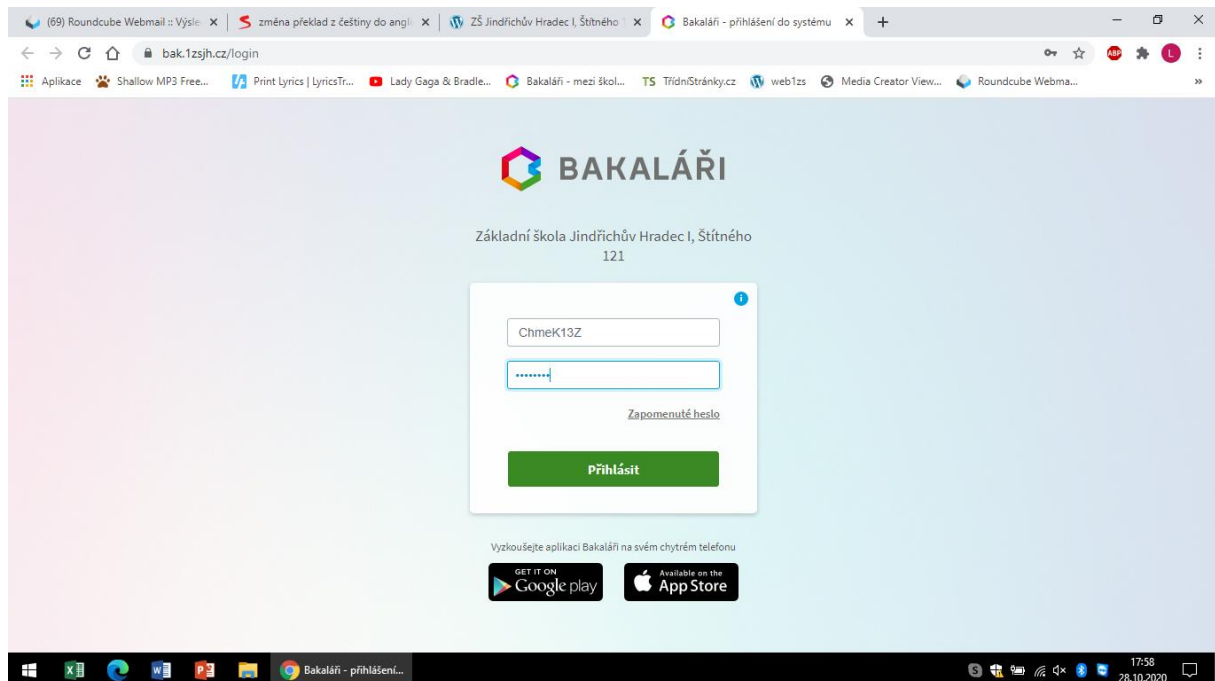 (69) Roundcube Webmail :: Výsle
změna překlad z češtiny do angli
ZŠ Jindřichův Hradec I, Štítného 1
Bakaláři - přihlášení do systému
bak.1zsjh.cz/login
ABP
L
Aplikace
Shallow MP3 Free...
Print Lyrics | LyricsTr...
Lady Gaga & Bradle...
Bakaláři - mezi škol...
TS TřídníStránky.cz
web1zs
Media Creator View...
Roundcube Webma...
BAKALÁŘI
Základní škola Jindřichův Hradec I, Štítného
121
ChmeK13Z
Zapomenuté heslo
Přihlásit
Vyzkoušejte aplikaci Bakaláři na svém chytrém telefonu
GET IT ON
Google play
Available on the
App Store
Bakaláři - přihlášení...
17:58
28.10.2020